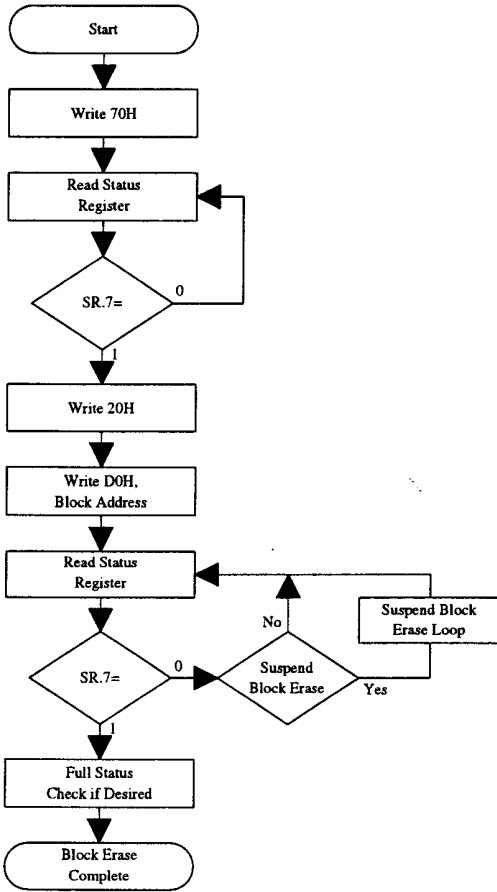 Start
Write 70H
Read Status
Register
SR.7=
0
1
Write 20H
Write D0H,
Block Address
Read Status
Register
SR.7=
0
1
Suspend
Block Erase
No
Yes
Suspend Block
Erase Loop
Full Status
Check if Desired
Block Erase
Complete